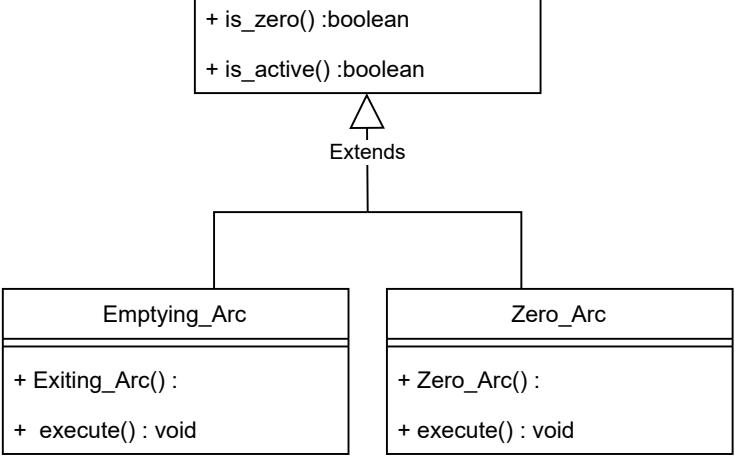 + is_zero() :boolean
+ is_active() :boolean
Extends
Emptying_Arc
+ Exiting_Arc() :
+  execute() : void
Zero_Arc
+ Zero_Arc() :
+ execute() : void